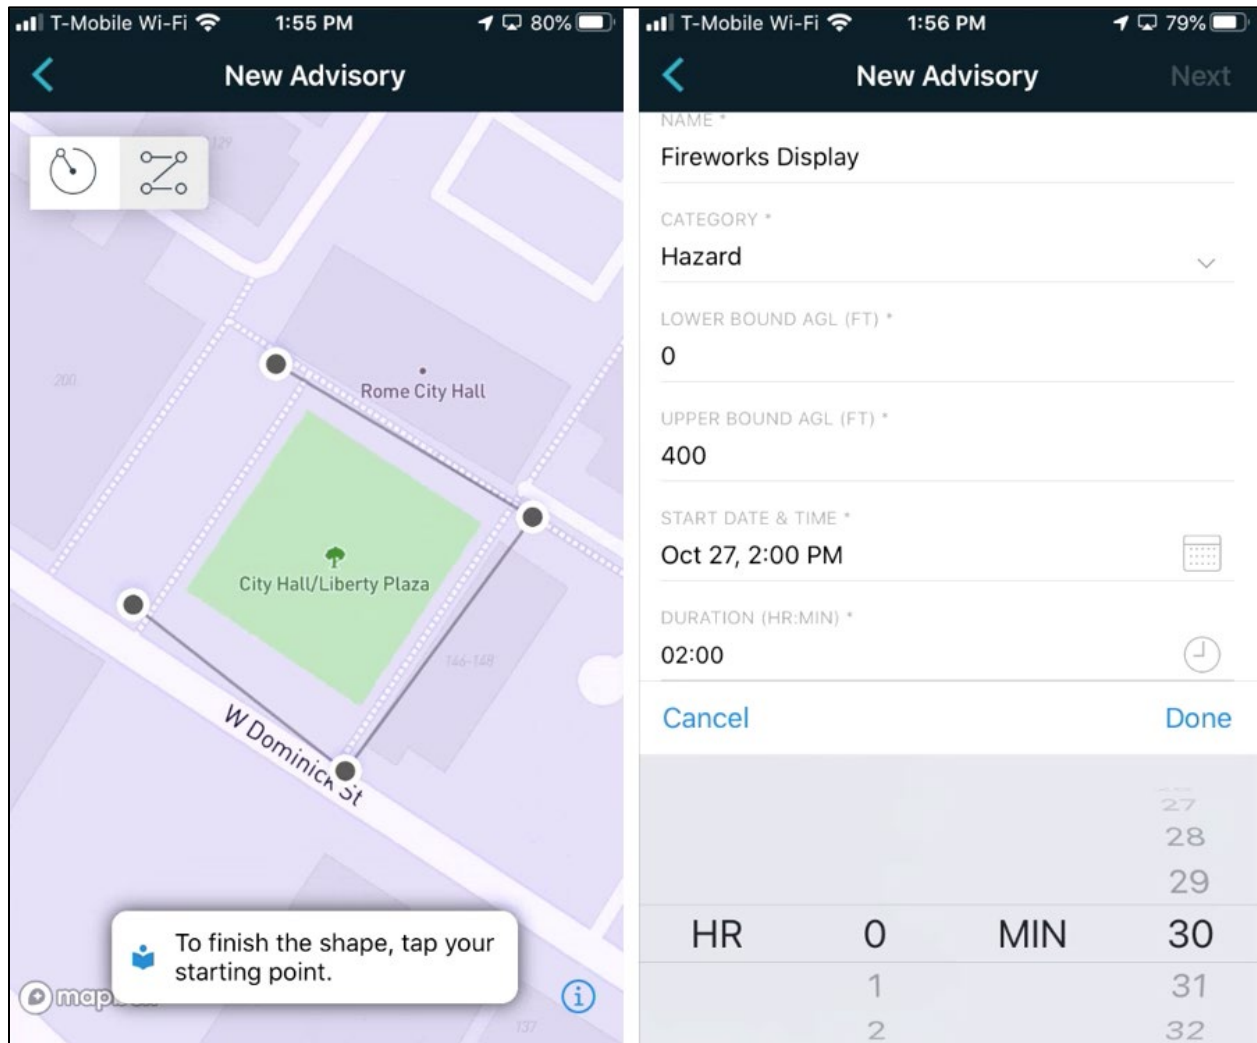 T-Mobile Wi-Fi 1:55 PM 80%
New Advisory
129
200
Rome City Hall
City Hall/Liberty Plaza
146-148
W Dominick St
To finish the shape, tap your
starting point.
137
T-Mobile Wi-Fi 1:56 PM 79%
New Advisory Next
NAME *
Fireworks Display
CATEGORY *
Hazard
LOWER BOUND AGL (FT) *
0
UPPER BOUND AGL (FT) *
400
START DATE & TIME *
Oct 27, 2:00 PM
DURATION (HR:MIN) *
02:00
Cancel Done
27
28
29
HR 0 MIN 30
1 31
2 32